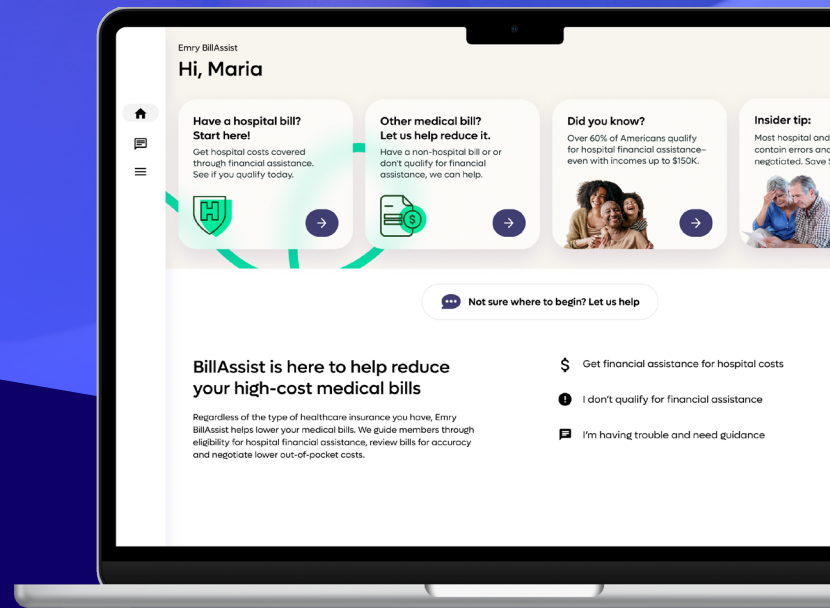 Emry BillAssist
Hi, Maria
Have a hospital bill?
Start here!
Get hospital costs covered
through financial assistance.
See if you qualify today.
H
Other medical bill?
Let us help reduce it.
Have a non-hospital bill or or
don't qualify for financial
assistance, we can help.
$
Did you know?
Over 60% of Americans qualify
for hospital financial assistance–
even with incomes up to $150K.
Insider tip:
Most hospital and
contain errors and
negotiated. Save
Not sure where to begin? Let us help
BillAssist is here to help reduce
your high-cost medical bills
Regardless of the type of healthcare insurance you have, Emry
BillAssist helps lower your medical bills. We guide members through
eligibility for hospital financial assistance, review bills for accuracy
and negotiate lower out-of-pocket costs.
$ Get financial assistance for hospital costs
I don't qualify for financial assistance
I'm having trouble and need guidance